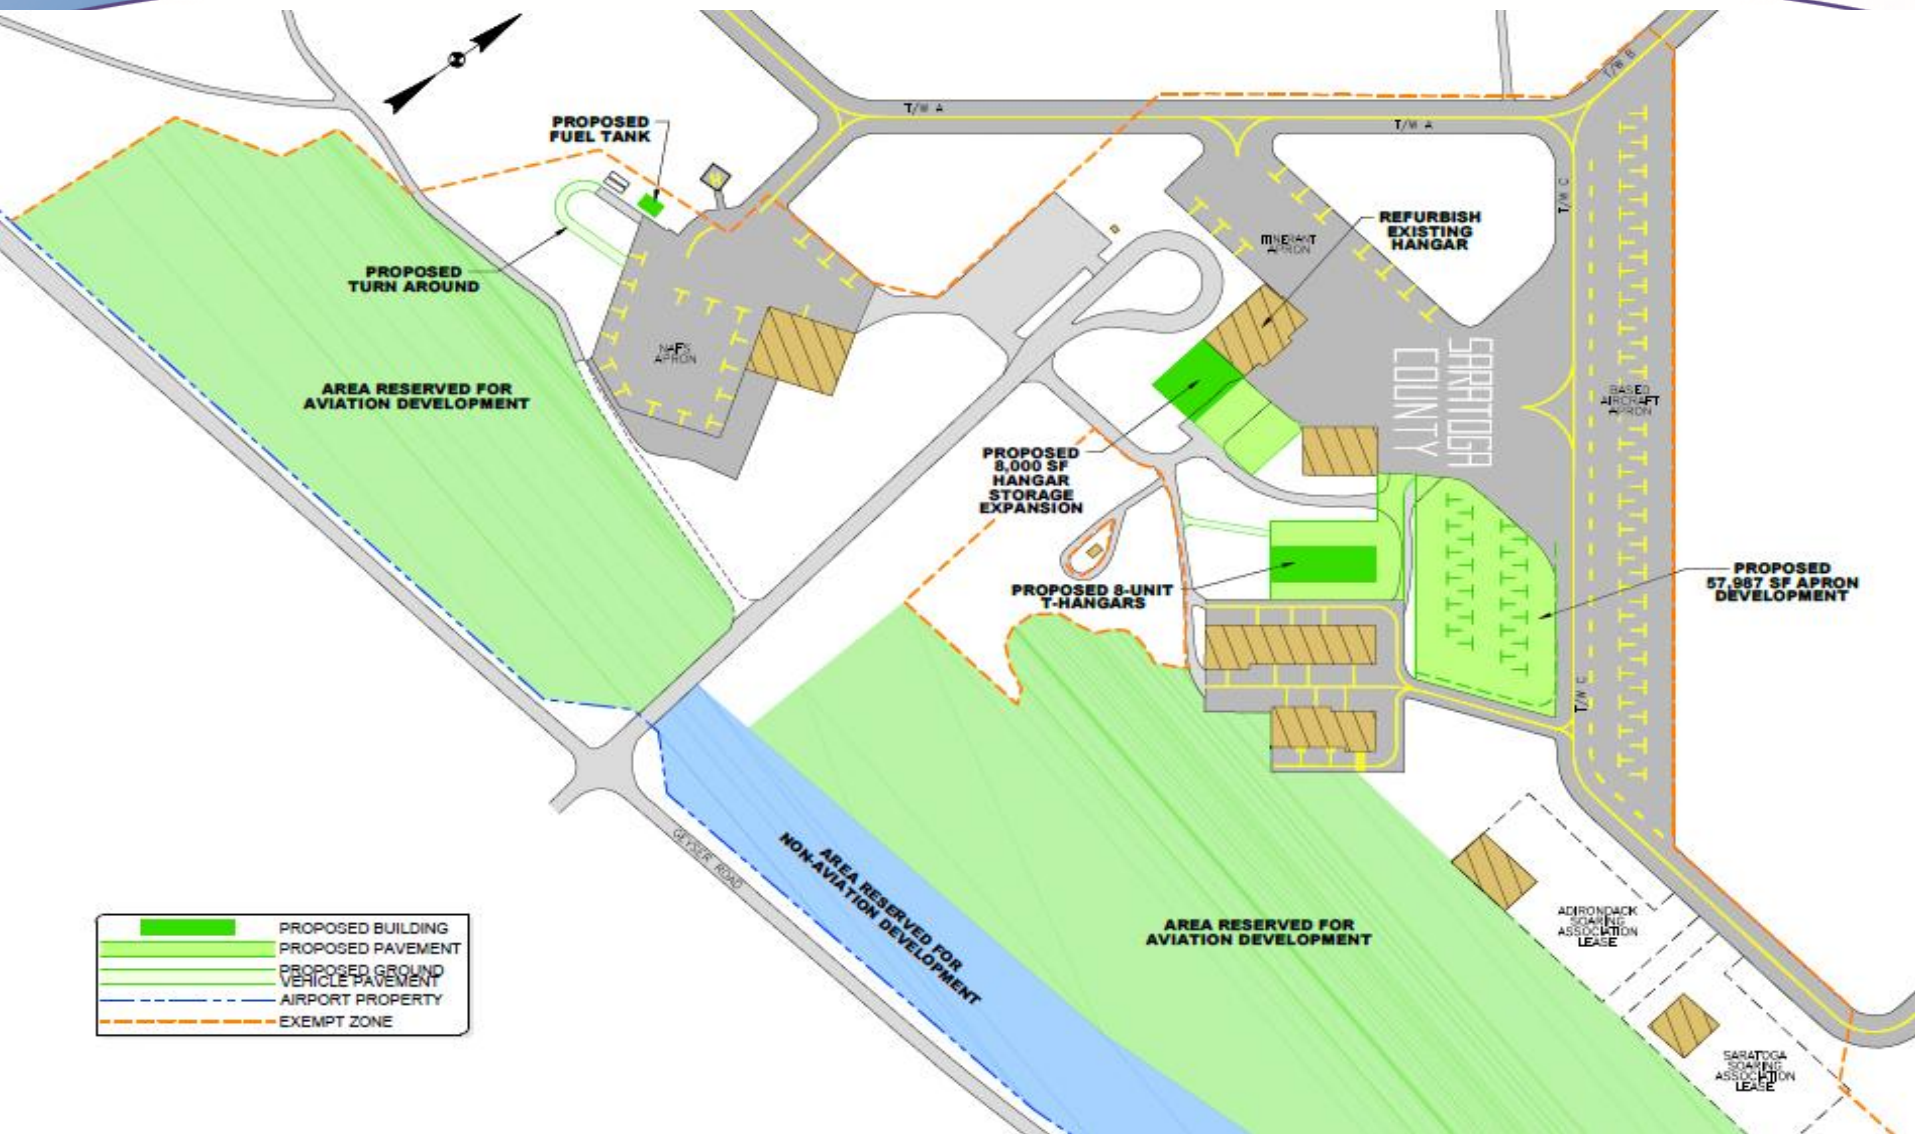 T/W B
T/W A
T/W A
PROPOSED
FUEL TANK
T/W C
REFURBISH
EXISTING
HANGAR
ITINERANT
APRON
PROPOSED
TURN AROUND
NAFS
APRON
SARATOGA
COUNTY
BASED
AIRCRAFT
APRON
AREA RESERVED FOR
AVIATION DEVELOPMENT
PROPOSED
8,000 SF
HANGAR
STORAGE
EXPANSION
PROPOSED 8-UNIT
T-HANGARS
PROPOSED
57,987 SF APRON
DEVELOPMENT
T/W C
GEYSER ROAD
AREA RESERVED FOR
NON-AVIATION DEVELOPMENT
AREA RESERVED FOR
AVIATION DEVELOPMENT
ADIRONDACK
SOARING
ASSOCIATION
LEASE
SARATOGA
SOARING
ASSOCIATION
LEASE
PROPOSED BUILDING
PROPOSED PAVEMENT
PROPOSED GROUND
VEHICLE PAVEMENT
AIRPORT PROPERTY
EXEMPT ZONE